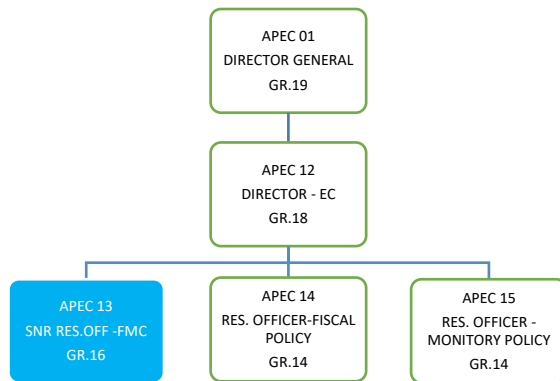 APEC 01
DIRECTOR GENERAL
GR.19
APEC 12
DIRECTOR - EC
GR.18
APEC 13
SNR RES.OFF -FMC
GR.16
APEC 14
RES. OFFICER-FISCAL
POLICY
GR.14
APEC 15
RES. OFFICER -
MONITORY POLICY
GR.14